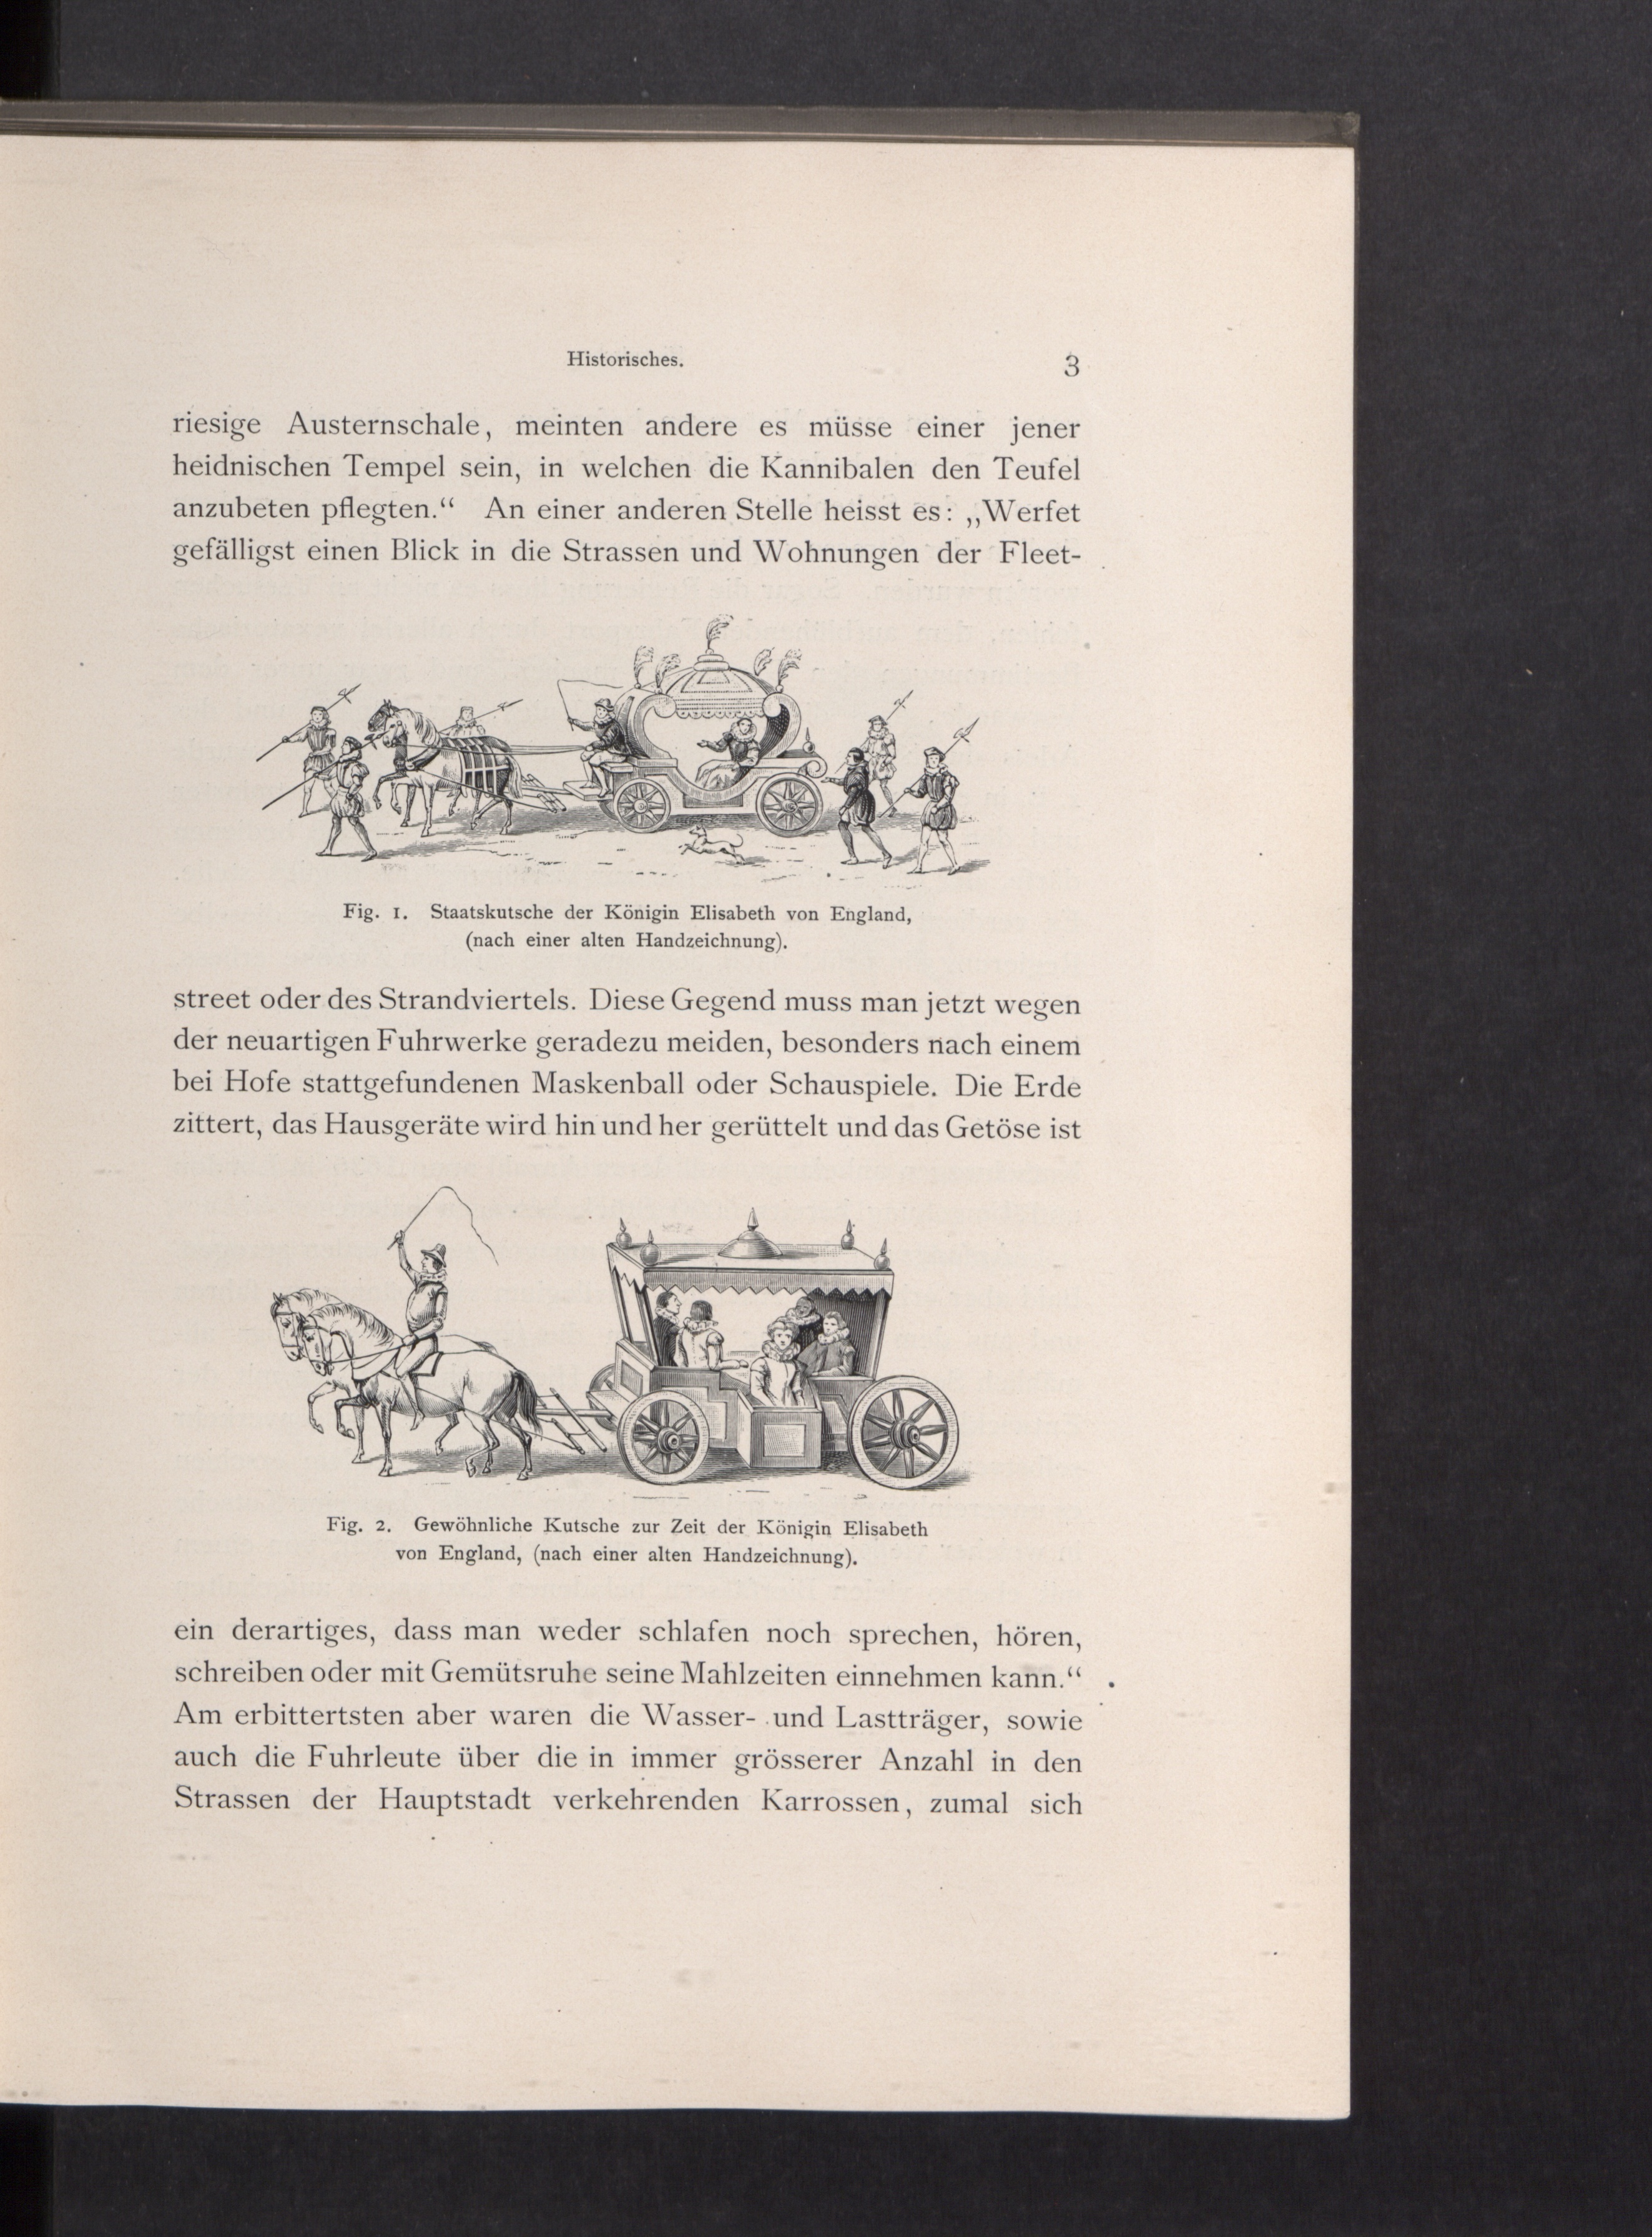 Historisches. 3
riesige Austernschale, meinten andere es müsse einer jener
heidnischen Tempel sein, in welchen die Kannibalen den Teufel
anzubeten pflegten.“ An einer anderen Stelle heisst es: „Werfet
gefälligst einen Blick in die Strassen und Wohnungen der Fleet-
Fig. 1. Staatskutsche der Königin Elisabeth von England,
(nach einer alten Handzeichnung).
street oder des Strandviertels. Diese Gegend muss man jetzt wegen
der neuartigen Fuhrwerke geradezu meiden, besonders nach einem
bei Hofe stattgefundenen Maskenball oder Schauspiele. Die Erde
zittert, das Hausgeräte wird hin und her gerüttelt und das Getöse ist
Fig. 2. Gewöhnliche Kutsche zur Zeit der Königin Elisabeth
von England, (nach einer alten Handzeichnung).
ein derartiges, dass man weder schlafen noch sprechen, hören,
schreiben oder mit Gemütsruhe seine Mahlzeiten einnehmen kann.“
Am erbittertsten aber waren die Wasser- und Lastträger, sowie
auch die Fuhrleute über die in immer grösserer Anzahl in den
Strassen der Hauptstadt verkehrenden Karrossen, zumal sich